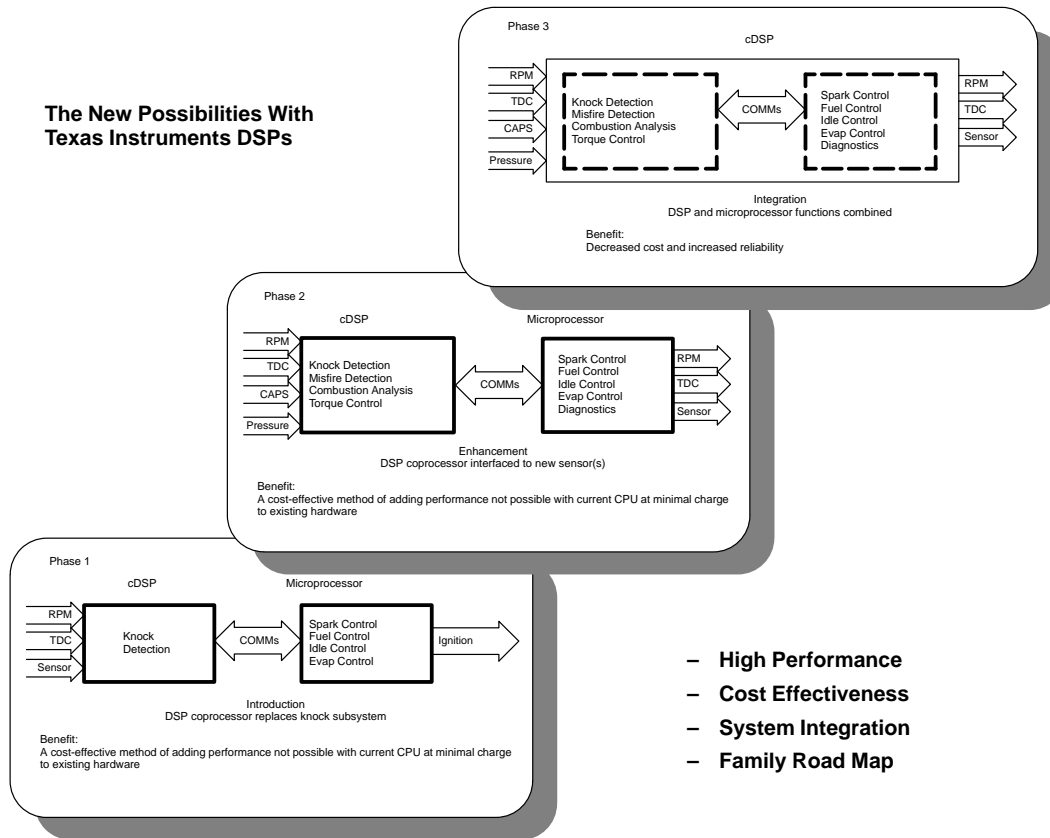 The New Possibilities With
Texas Instruments DSPs
Phase 3
cDSP
RPM
TDC
CAPS
Pressure
Knock Detection
Misfire Detection
Combustion Analysis
Torque Control
COMMs
Spark Control
Fuel Control
Idle Control
Evap Control
Diagnostics
RPM
TDC
Sensor
Integration
DSP and microprocessor functions combined
Benefit:
Decreased cost and increased reliability
Phase 2
cDSP
Microprocessor
RPM
TDC
CAPS
Pressure
Knock Detection
Misfire Detection
Combustion Analysis
Torque Control
COMMs
Spark Control
Fuel Control
Idle Control
Evap Control
Diagnostics
RPM
TDC
Sensor
Enhancement
DSP coprocessor interfaced to new sensor(s)
Benefit:
A cost-effective method of adding performance not possible with current CPU at minimal charge
to existing hardware
Phase 1
cDSP
Microprocessor
RPM
TDC
Sensor
Knock
Detection
COMMs
Spark Control
Fuel Control
Idle Control
Evap Control
Ignition
Introduction
DSP coprocessor replaces knock subsystem
Benefit:
A cost-effective method of adding performance not possible with current CPU at minimal charge
to existing hardware
– High Performance
– Cost Effectiveness
– System Integration
– Family Road Map